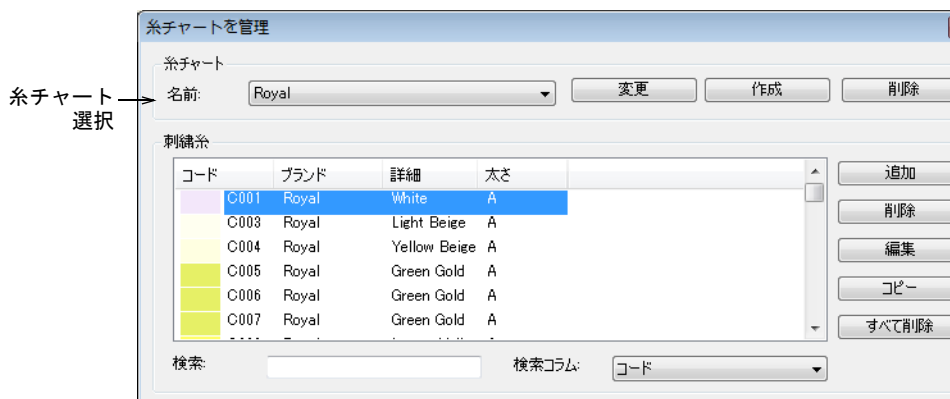 糸チャートを管理
糸チャート
糸チャート
選択
名前: Royal 変更 作成 削除
刺繍糸
コード ブランド 詳細 太さ
C001 Royal White A
C003 Royal Light Beige A
C004 Royal Yellow Beige A
C005 Royal Green Gold A
C006 Royal Green Gold A
C007 Royal Green Gold A
追加
削除
編集
コピー
すべて削除
検索: 検索コラム: コード